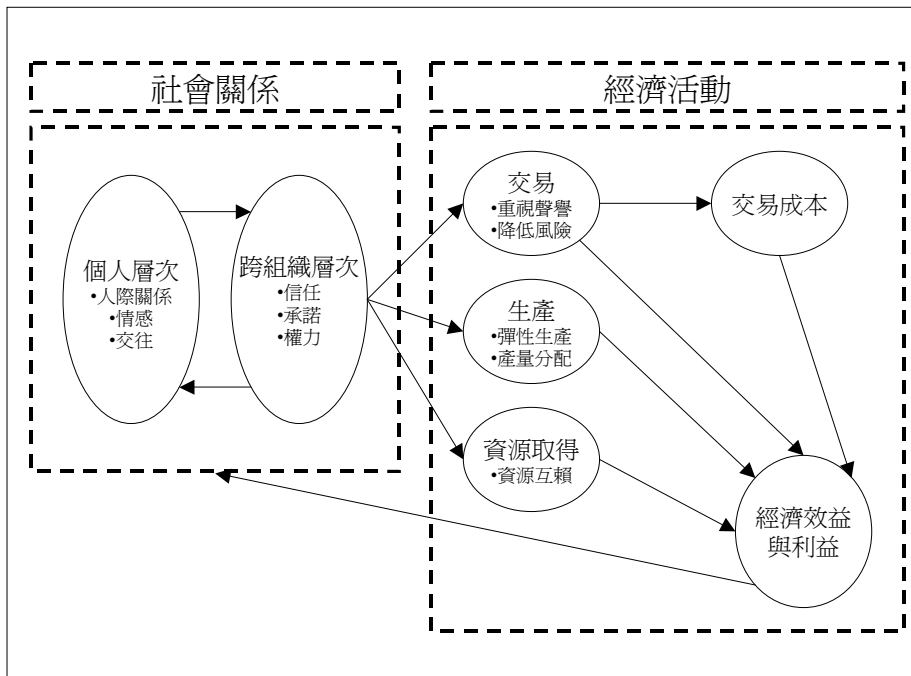 社會關係
經濟活動
個人層次
•人際關係
•情感
•交往
跨組織層次
•信任
•承諾
•權力
交易
•重視聲譽
•降低風險
生產
•彈性生產
•產量分配
資源取得
•資源互賴
交易成本
經濟效益
與利益